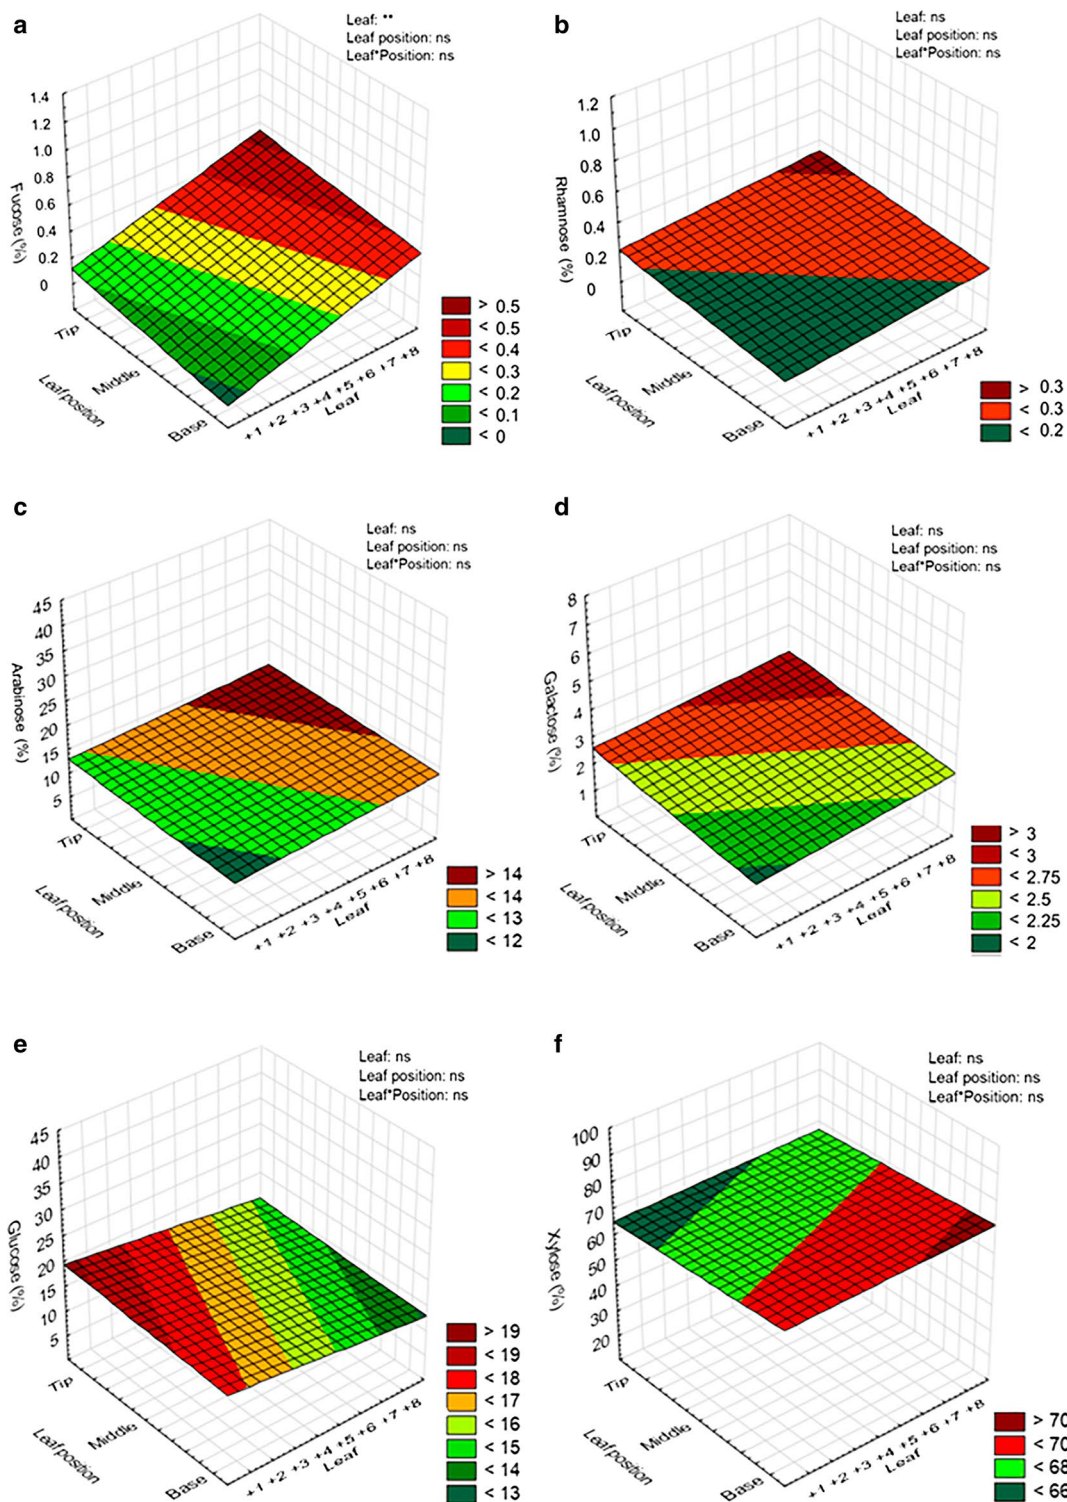 a
Leaf: **
Leaf position: ns
Leaf*Position: ns
1.4
1.2
1.0
0.8
0.6
0.4
0.2
0
Fucose (%)
Tip
Middle
Base
Leaf position
+1 +2 +3 +4 +5 +6 +7 +8
Leaf
> 0.5
< 0.5
< 0.4
< 0.3
< 0.2
< 0.1
< 0
b
Leaf: ns
Leaf position: ns
Leaf*Position: ns
1.2
1.0
0.8
0.6
0.4
0.2
0
Rhamnose (%)
Tip
Middle
Base
Leaf position
+1 +2 +3 +4 +5 +6 +7 +8
Leaf
> 0.3
< 0.3
< 0.2
c
Leaf: ns
Leaf position: ns
Leaf*Position: ns
45
40
35
30
25
20
15
10
5
Arabinose (%)
Tip
Middle
Base
Leaf position
+1 +2 +3 +4 +5 +6 +7 +8
Leaf
> 14
< 14
< 13
< 12
d
Leaf: ns
Leaf position: ns
Leaf*Position: ns
8
7
6
5
4
3
2
1
Galactose (%)
Tip
Middle
Base
Leaf position
+1 +2 +3 +4 +5 +6 +7 +8
Leaf
> 3
< 3
< 2.75
< 2.5
< 2.25
< 2
e
Leaf: ns
Leaf position: ns
Leaf*Position: ns
45
40
35
30
25
20
15
10
5
Glucose (%)
Tip
Middle
Base
Leaf position
+1 +2 +3 +4 +5 +6 +7 +8
Leaf
> 19
< 19
< 18
< 17
< 16
< 15
< 14
< 13
f
Leaf: ns
Leaf position: ns
Leaf*Position: ns
100
90
80
70
60
50
40
30
20
Xylose (%)
Tip
Middle
Base
Leaf position
+1 +2 +3 +4 +5 +6 +7 +8
Leaf
> 70
< 70
< 68
< 66